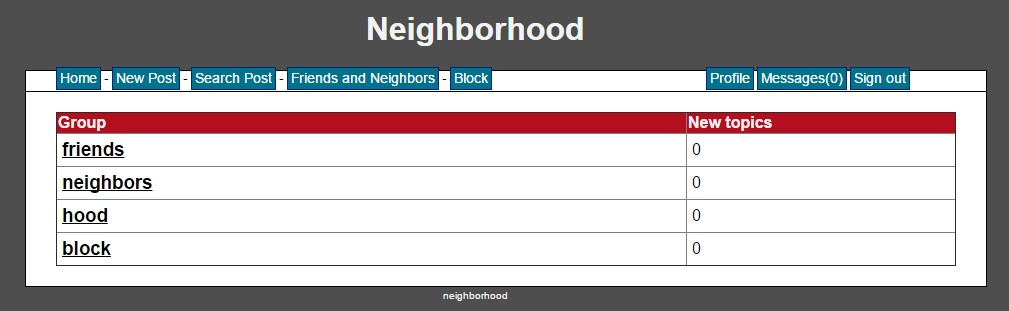 Neighborhood
Home - New Post - Search Post - Friends and Neighbors - Block Profile Messages(0) Sign out
Group New topics
friends 0
neighbors 0
hood 0
block 0
neighborhood